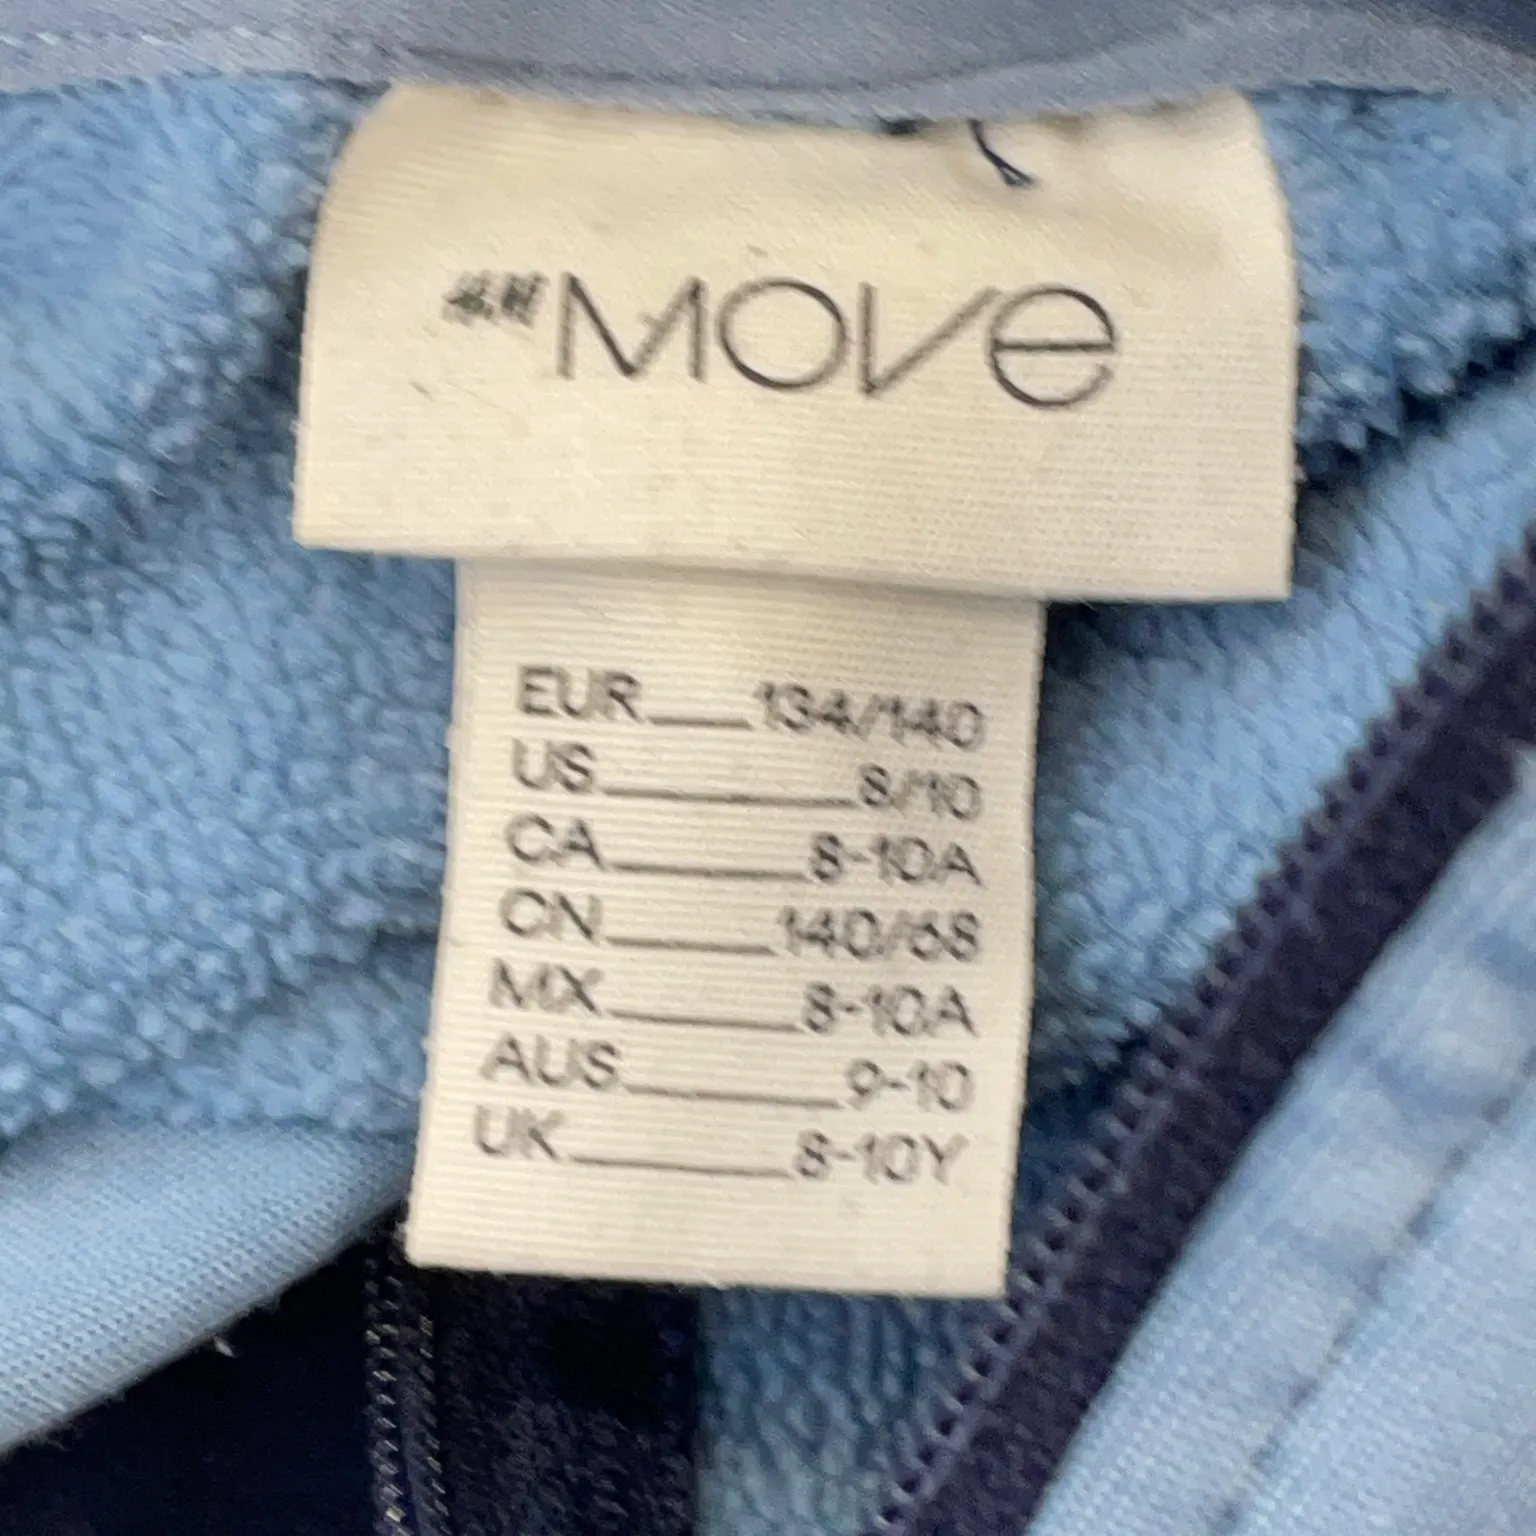 H&M MOVE
EUR 134/140
US 8/10
CA 8-10A
CN 140/68
MX 8-10A
AUS 9-10
UK 8-10Y